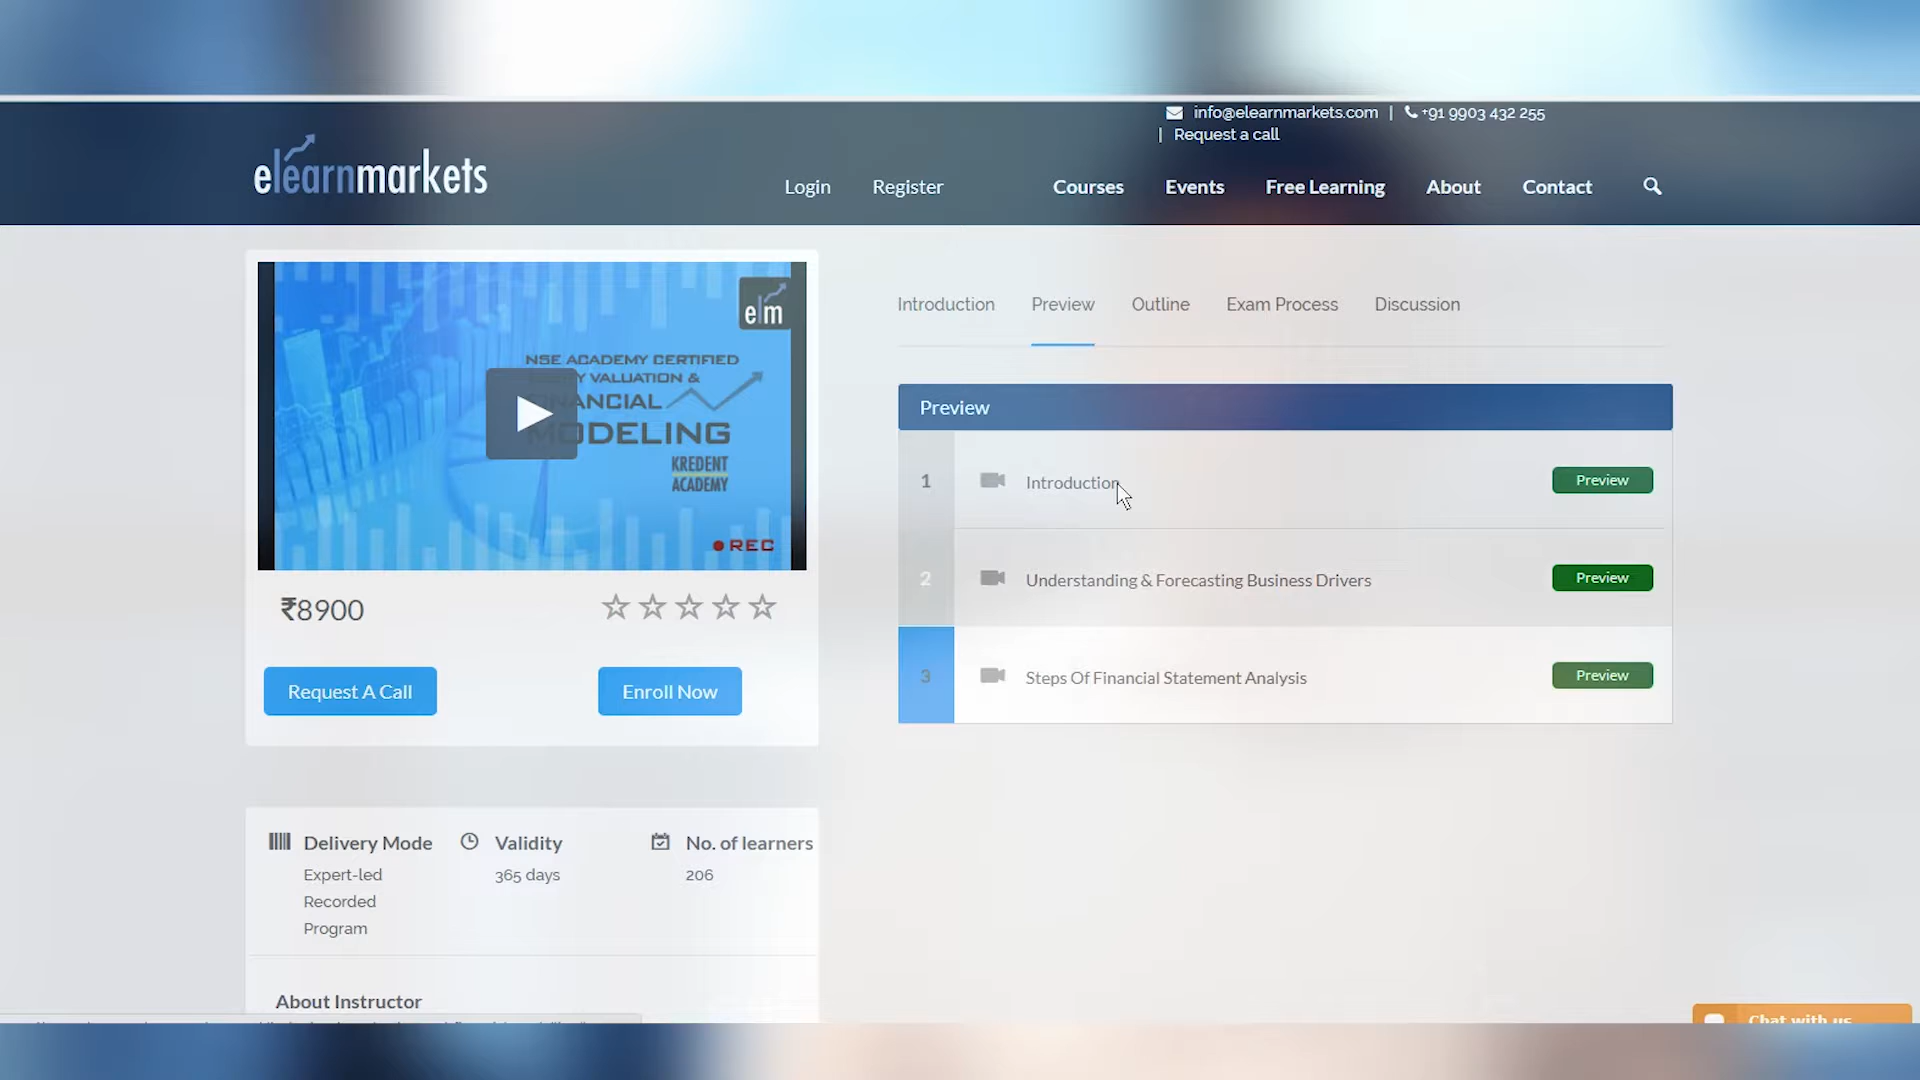 info@elearnmarkets.com | +91 9903 432 255
| Request a call
elearnmarkets
Login Register Courses Events Free Learning About Contact
elm
NSE ACADEMY CERTIFIED
VALUATION &
MODELING
KREDENT
ACADEMY
REC
₹8900
Request A Call Enroll Now
Delivery Mode
Expert-led
Recorded
Program
Validity
365 days
No. of learners
206
About Instructor
Introduction Preview Outline Exam Process Discussion
Preview
1 Introduction Preview
2 Understanding & Forecasting Business Drivers Preview
3 Steps Of Financial Statement Analysis Preview
Chat with us